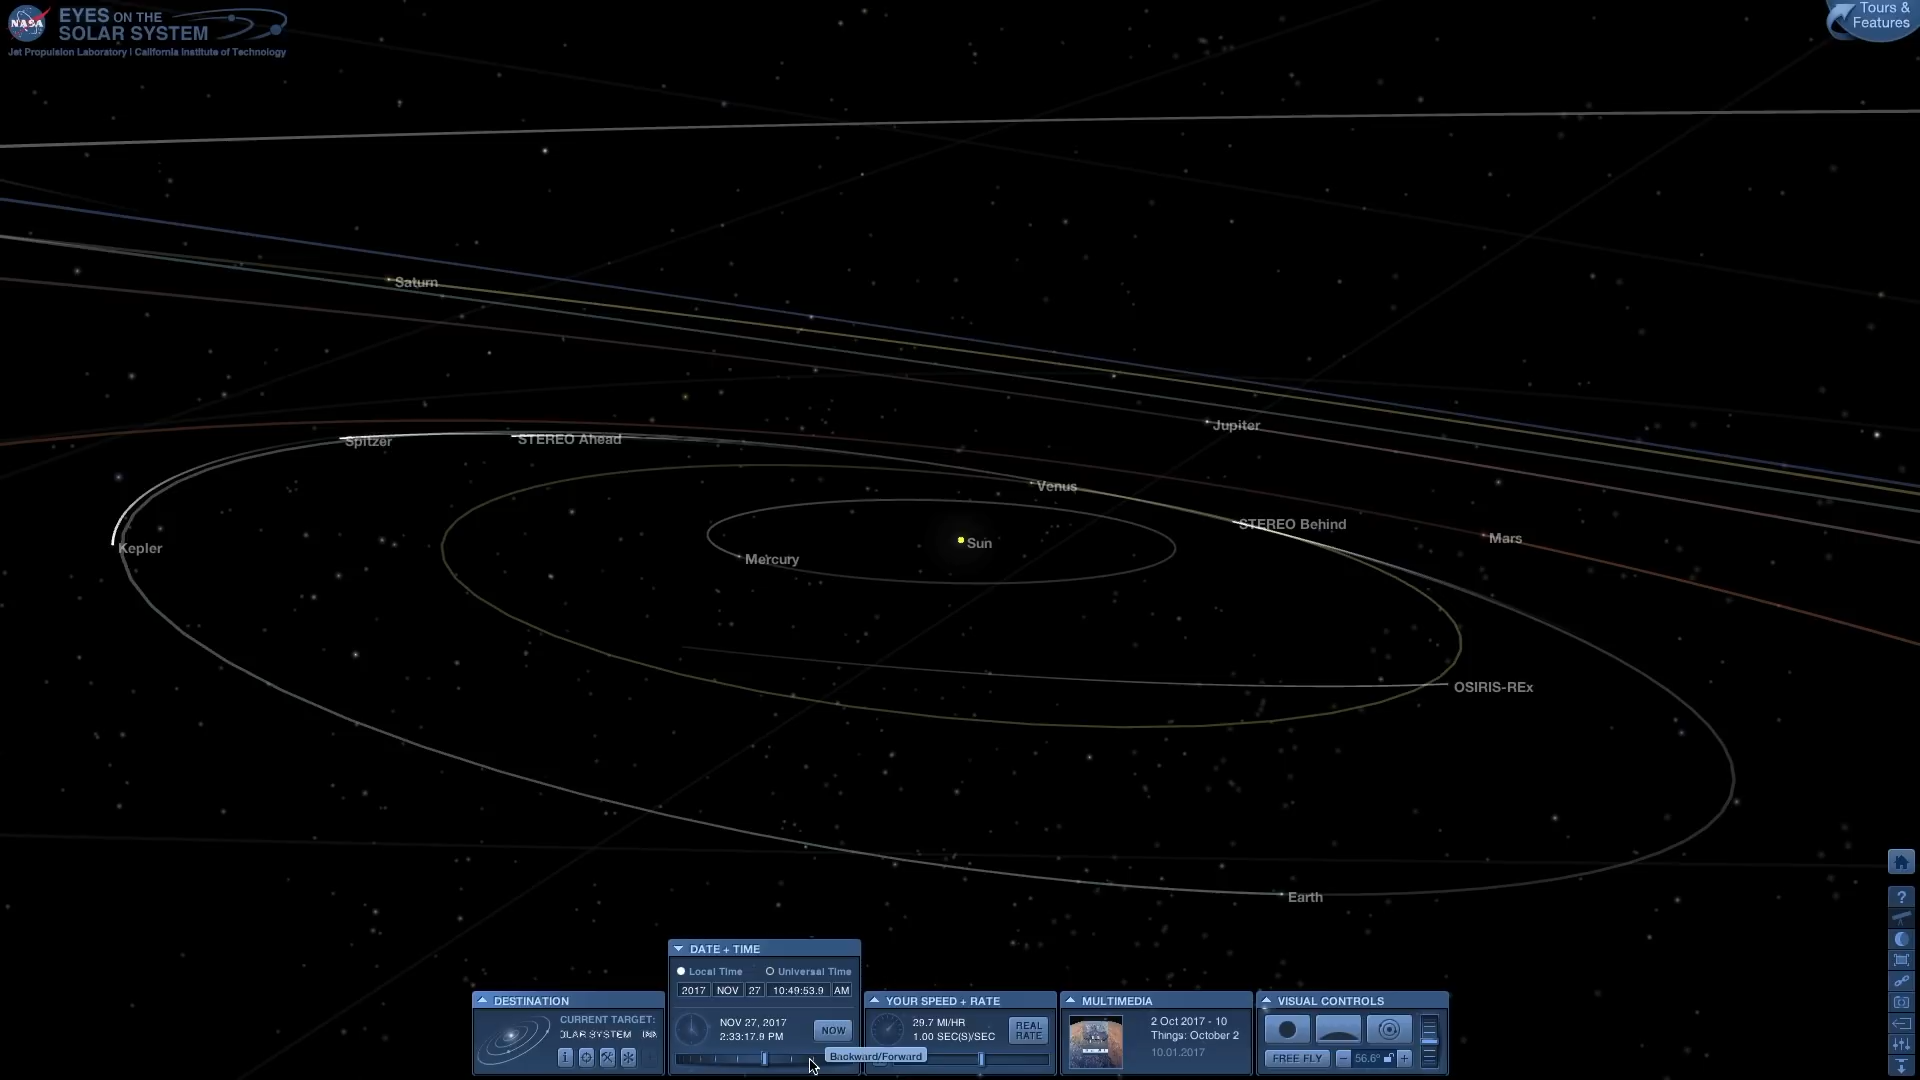 NASA
EYES ON THE
SOLAR SYSTEM
Jet Propulsion Laboratory | California Institute of Technology
Tours &
Features
Saturn
Jupiter
Spitzer
STEREO Ahead
Venus
STEREO Behind
Mars
Sun
Kepler
Mercury
OSIRIS-REx
Earth
DATE + TIME
Local Time
Universal Time
2017 NOV 27 10:49:53.9 AM
NOV 27, 2017
2:33:17.9 PM
NOW
Backward/Forward
DESTINATION
CURRENT TARGET:
SYSTEM
YOUR SPEED + RATE
29.7 MI/HR
1.00 SEC(S)/SEC
REAL
RATE
MULTIMEDIA
2 Oct 2017 - 10
Things: October 2
10.01.2017
VISUAL CONTROLS
FREE FLY
56.6°
?